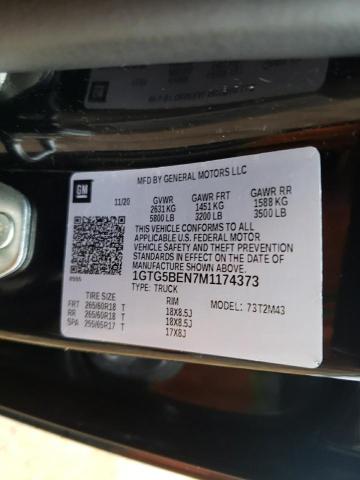 MFD BY GENERAL MOTORS LLC
GM
11/20 GVWR GAWR FRT GAWR RR
2631 KG 1451 KG 1588 KG
5800 LB 3200 LB 3500 LB
THIS VEHICLE CONFORMS TO ALL
APPLICABLE U.S. FEDERAL MOTOR
VEHICLE SAFETY STANDARDS IN
EFFECT ON THE DATE OF
MANUFACTURE SHOWN ABOVE.
1GTG5BEN7M1174373
TYPE: TRUCK
TIRE SIZE RIM MODEL: 73T2M43
FRT 265/60R18 T 18X8.5J
RR 265/60R18 T 18X8.5J
SPA 255/65R17 T 17X8J